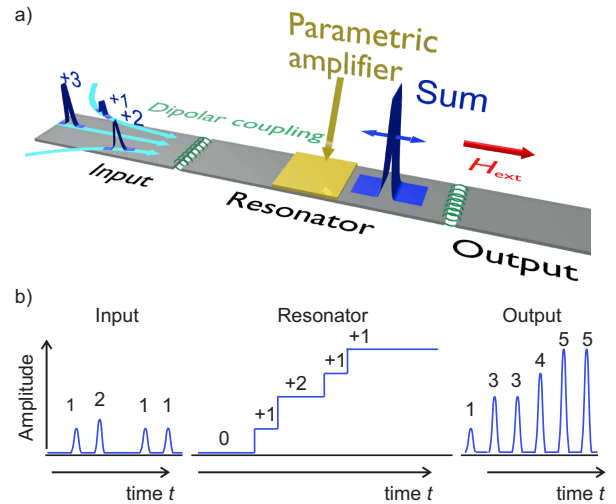 a)
Parametric
amplifier
Sum
+3
+1
+2
Dipolar coupling
H ext
Input
Resonator
Output
b)
Input
Resonator
Output
Amplitude
1 2 1 1
0 +1 +2 +1 +1
1 3 3 4 5 5
time t
time t
time t